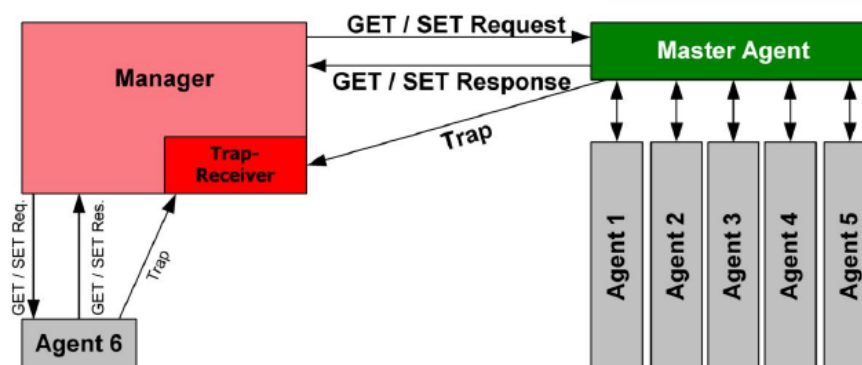 GET / SET Request
Master Agent
Manager
GET / SET Response
Trap
Trap-
Receiver
GET / SET Req.
GET / SET Res.
Trap
Agent 1
Agent 2
Agent 3
Agent 4
Agent 5
Agent 6